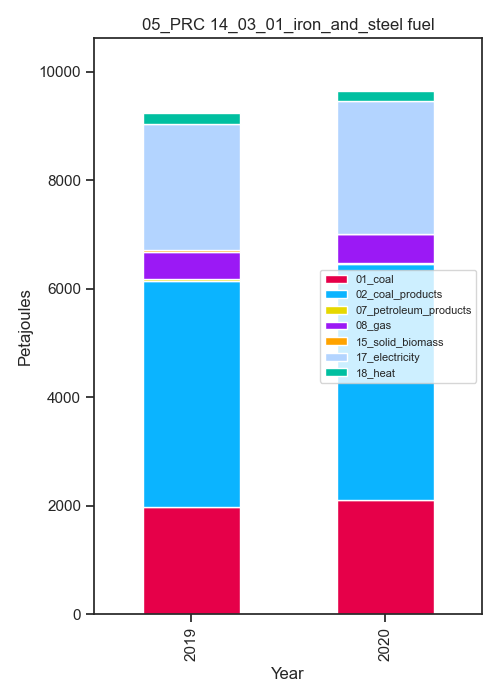 05_PRC 14_03_01_iron_and_steel fuel
Petajoules
10000
8000
6000
4000
2000
0
01_coal
02_coal_products
07_petroleum_products
08_gas
15_solid_biomass
17_electricity
18_heat
2019
2020
Year